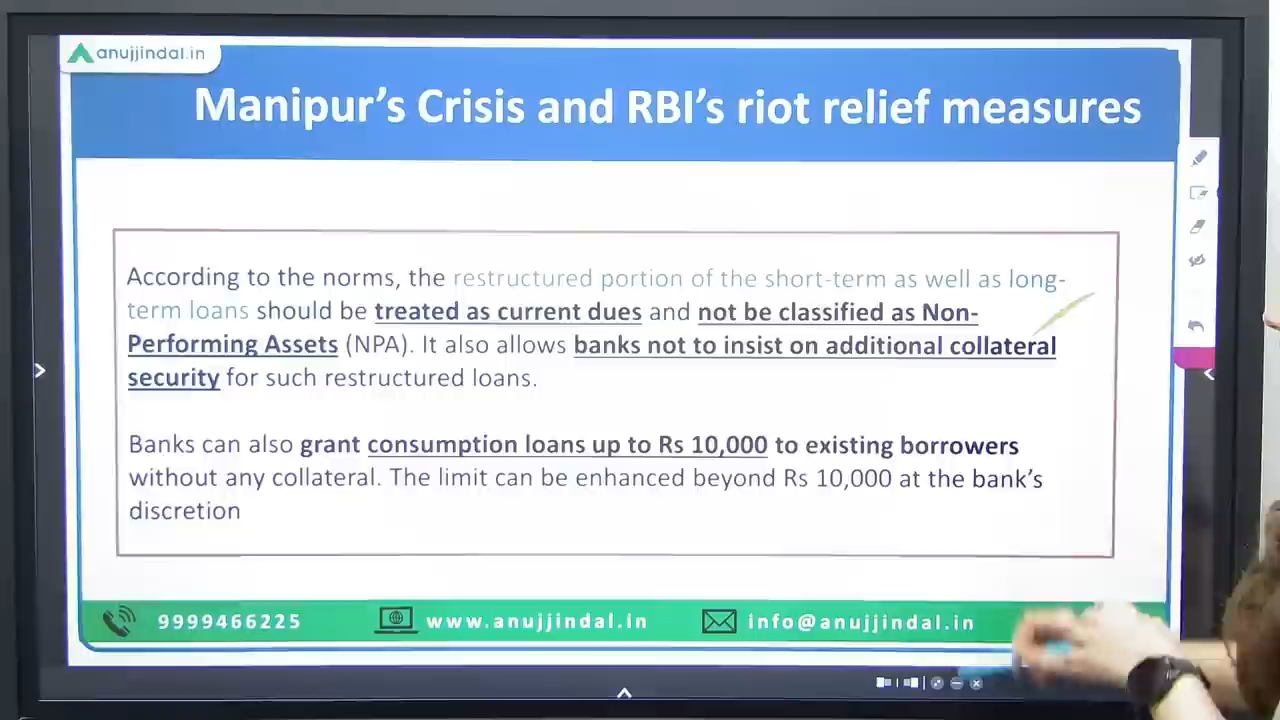 anujjindal.in
Manipur's Crisis and RBI's riot relief measures
According to the norms, the restructured portion of the short-term as well as long-
term loans should be treated as current dues and not be classified as Non-
Performing Assets (NPA). It also allows banks not to insist on additional collateral
security for such restructured loans.
Banks can also grant consumption loans up to Rs 10,000 to existing borrowers
without any collateral. The limit can be enhanced beyond Rs 10,000 at the bank's
discretion
9999466225 www.anujjindal.in info@anujjindal.in